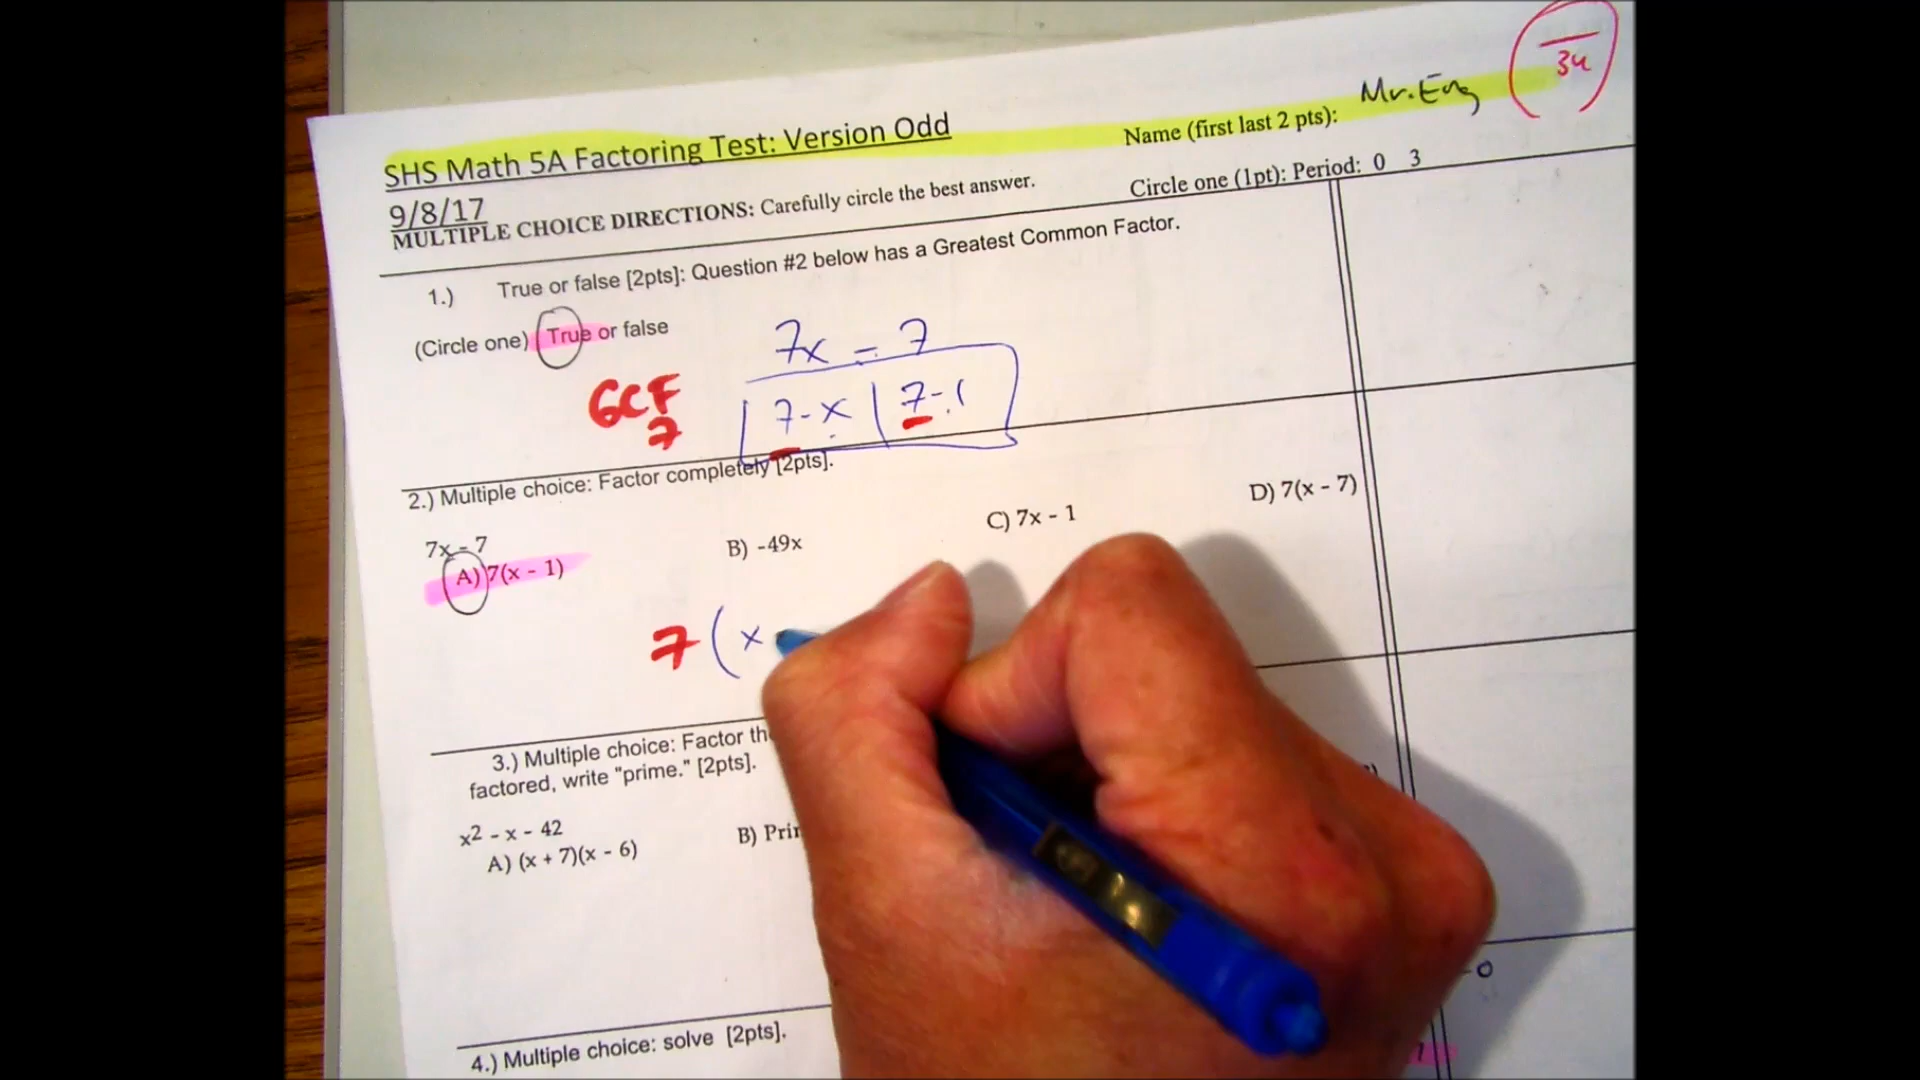 34
Mr. Eng
SHS Math 5A Factoring Test: Version Odd
Name (first last 2 pts):
9/8/17
Circle one (1pt): Period: 0 3
MULTIPLE CHOICE DIRECTIONS: Carefully circle the best answer.
1.) True or false [2pts]: Question #2 below has a Greatest Common Factor.
(Circle one) True or false
7x - 7
GCF
7
7 - x | 7 - 1
2.) Multiple choice: Factor completely [2pts].
7x - 7
A) 7(x - 1)
B) -49x
C) 7x - 1
D) 7(x - 7)
7 ( x
3.) Multiple choice: Factor
factored, write "prime." [2pts].
x2 - x - 42
A) (x + 7)(x - 6)
B)
4.) Multiple choice: solve [2pts].